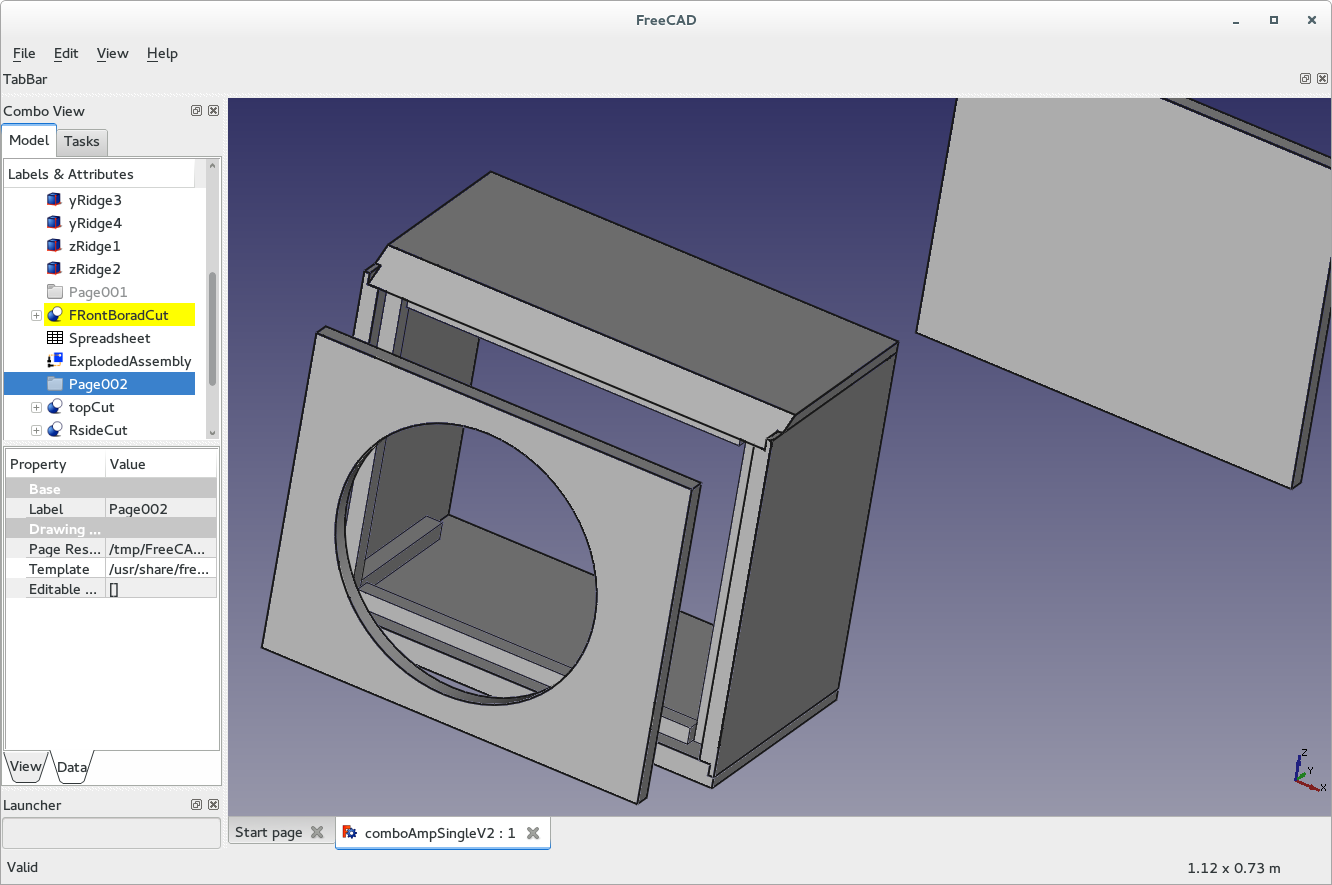 FreeCAD
File Edit View Help
TabBar
Combo View
Model Tasks
Labels & Attributes
yRidge3
yRidge4
zRidge1
zRidge2
Page001
FRontBoradCut
Spreadsheet
ExplodedAssembly
Page002
topCut
RsideCut
Property Value
Base
Label Page002
Drawing ...
Page Res... /tmp/FreeCA...
Template /usr/share/fre...
Editable ... []
View Data
Launcher
Z
Y
X
Start page comboAmpSingleV2 : 1
Valid 1.12 x 0.73 m